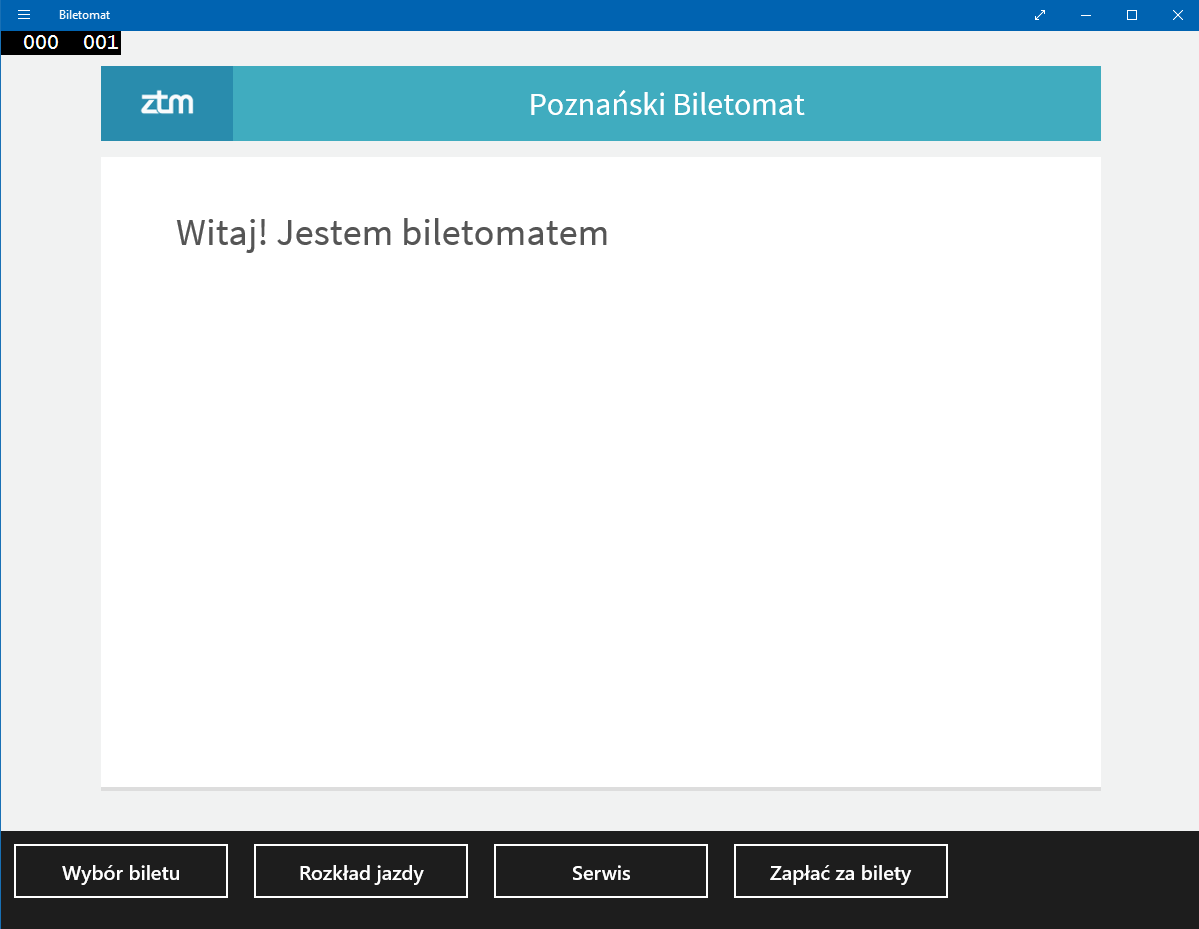 Biletomat
000 001
ztm
Poznański Biletomat
Witaj! Jestem biletomatem
Wybór biletu
Rozkład jazdy
Serwis
Zapłać za bilety